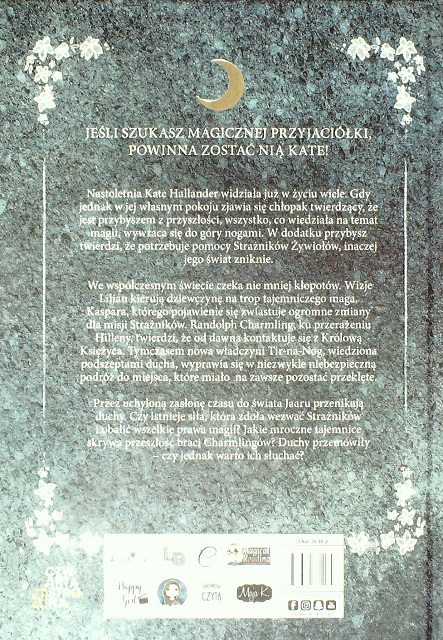 JEŚLI SZUKASZ MAGICZNEJ PRZYJACIÓŁKI,
POWINNA ZOSTAĆ NIĄ KATE!
Nastoletnia Kate Hallander widziała już w życiu wiele. Gdy
jednak w jej własnym pokoju zjawia się chłopak twierdzący, że
jest przybyszem z przyszłości, wszystko, co wiedziała na temat
magii, wywraca się do góry nogami. W dodatku przybysz
twierdzi, że potrzebuje pomocy Strażników Żywiołów, inaczej
jego świat zniknie.
We współczesnym świecie czeka nie mniej kłopotów. Wizje
Lilian kierują dziewczynę na trop tajemniczego maga,
Kaspara, którego pojawienie się zwiastuje ogromne zmiany
dla misji Strażników. Randolph Charmling, ku przerażeniu
Hilleny, twierdzi, że od dawna kontaktuje się z Królową
Księżyca. Tymczasem nowa władczyni Tir-na-Nog, wiedziona
podszeptami ducha, wyprawia się w niezwykle niebezpieczną
podróż do miejsca, które miało na zawsze pozostać przeklęte.
Przez uchyloną zasłonę czasu do świata Jaaru przenikają
duchy. Czy istnieje siła, która zdoła wezwać Strażników
i obalić wszelkie prawa magii? Jakie mroczne tajemnice
skrywa przeszłość braci Charmlingów? Duchy przemówiły
– czy jednak warto ich słuchać?
Magical
Reading
Happy
Girl
CZYTA
Maja K.